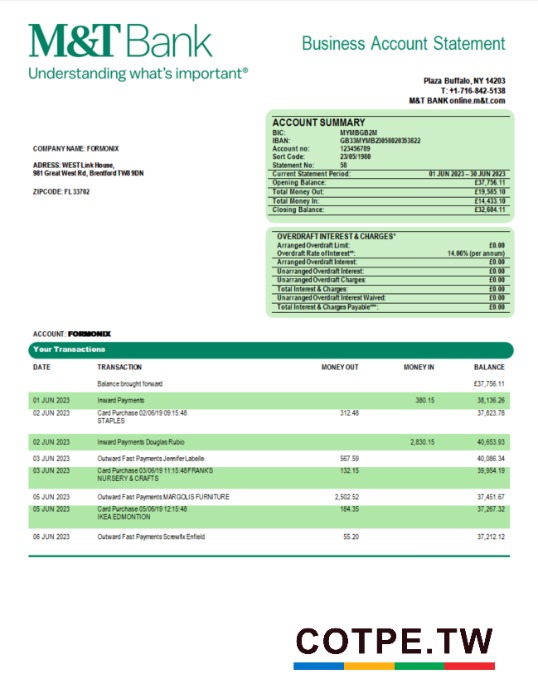 M&T Bank
Understanding what's important®
Business Account Statement
Plaza Buffalo, NY 14203
T: +1-716-842-5138
M&T BANK online.m&t.com
ACCOUNT SUMMARY
BIC: MYMBGB2M
IBAN: GB33MYMB23058020353822
Account no: 123456789
Sort Code: 23/05/1980
Statement No: 58
Current Statement Period: 01 JUN 2023 – 30 JUN 2023
Opening Balance: £37,756.11
Total Money Out: £19,585.10
Total Money In: £14,433.10
Closing Balance: £32,604.11
COMPANY NAME: FORMONIX
ADRESS: WEST Link House,
981 Great West Rd, Brentford TW8 9DN
ZIPCODE: FL 33702
OVERDRAFT INTEREST & CHARGES*
Arranged Overdraft Limit: £0.00
Overdraft Rate of Interest**: 14.06% (per annum)
Arranged Overdraft Interest: £0.00
Unarranged Overdraft Interest: £0.00
Unarranged Overdraft Charges: £0.00
Total Interest & Charges: £0.00
Unarranged Overdraft Interest Waived: £0.00
Total Interest & Charges Payable***: £0.00
ACCOUNT: FORMONIX
Your Transactions
DATE TRANSACTION MONEY OUT MONEY IN BALANCE
Balance brought forward £37,756.11
01 JUN 2023 Inward Payments 380.15 38,136.26
02 JUN 2023 Card Purchase 02/06/19 09:15:48 312.48 37,823.78
STAPLES
02 JUN 2023 Inward Payments Douglas Rubio 2,830.15 40,653.93
03 JUN 2023 Outward Fast Payments Jennifer Labelle 567.59 40,086.34
03 JUN 2023 Card Purchase 03/06/19 11:15:48 FRANK'S 132.15 39,954.19
NURSERY & CRAFTS
05 JUN 2023 Outward Fast Payments MARGOLIS FURNITURE 2,502.52 37,451.67
05 JUN 2023 Card Purchase 05/06/19 12:15:48 184.35 37,267.32
IKEA EDMONTION
06 JUN 2023 Outward Fast Payments Screwfix Enfield 55.20 37,212.12
COTPE.TW